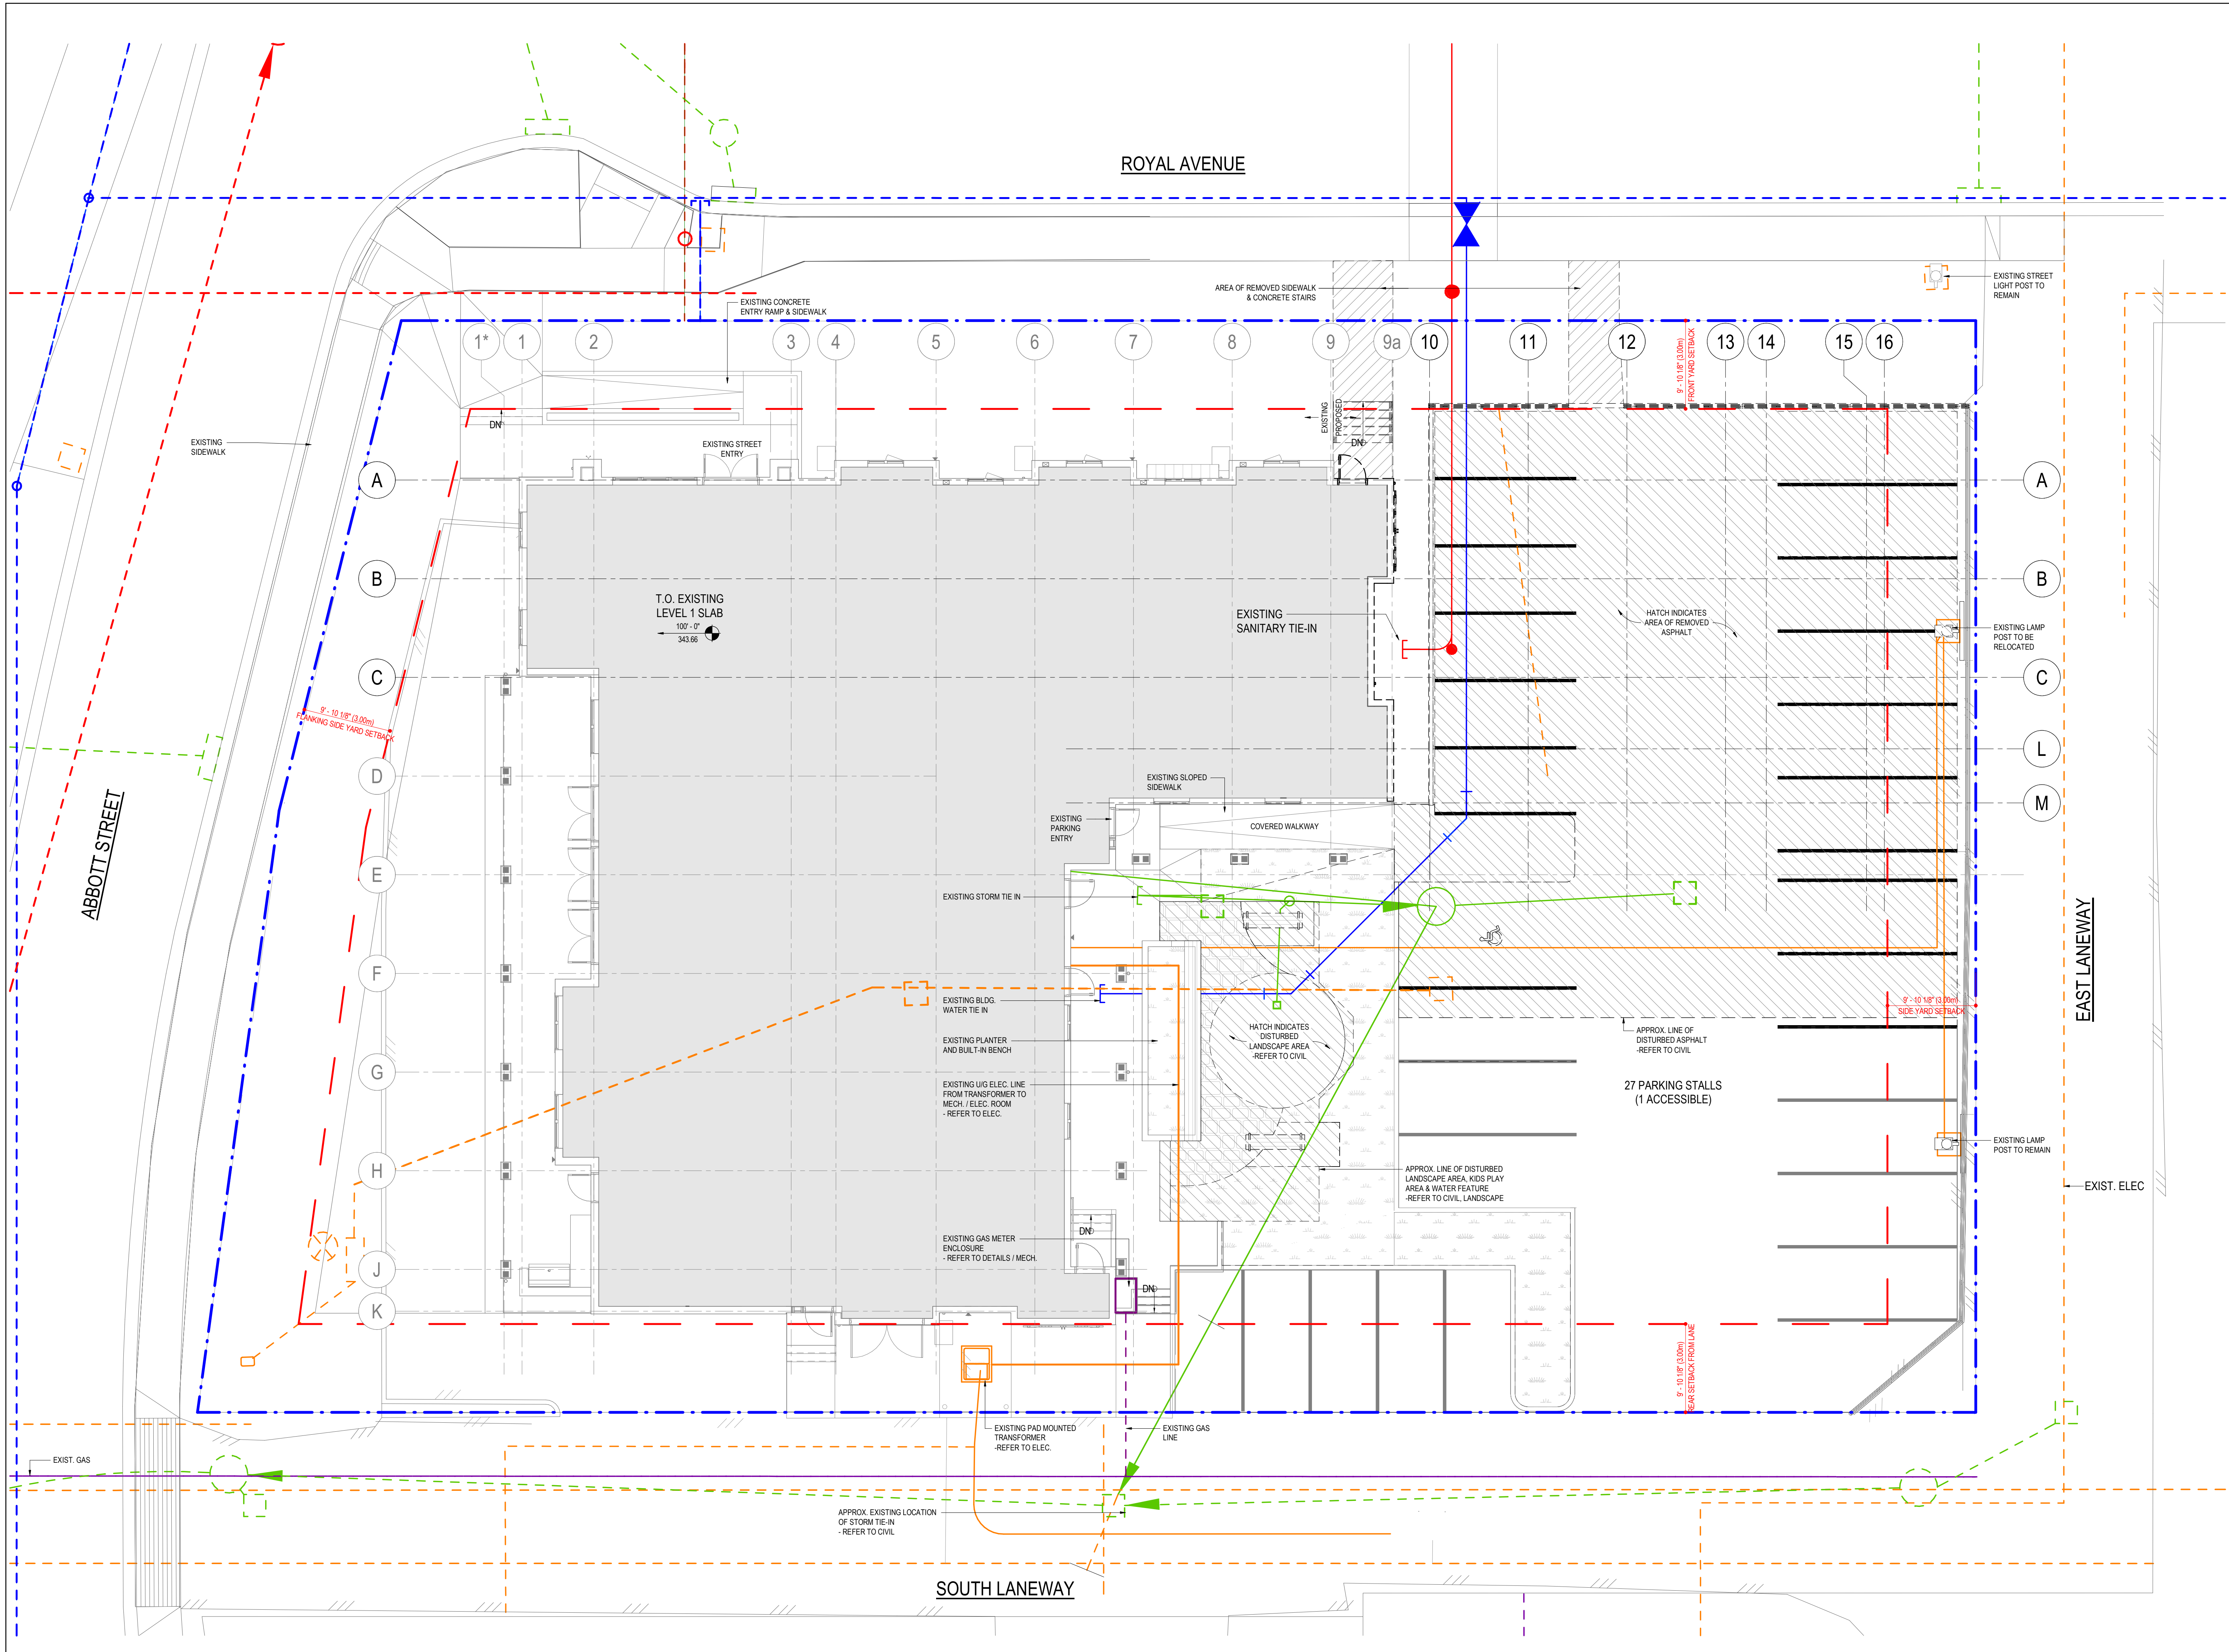 ROYAL AVENUE
EXISTING STREET
LIGHT POST TO
REMAIN
AREA OF REMOVED SIDEWALK
& CONCRETE STAIRS
EXISTING CONCRETE
ENTRY RAMP & SIDEWALK
1*
1
2
3
4
5
6
7
8
9
9a
10
11
12
13
14
15
16
9' - 10 1/8" (3.00m)
FRONT YARD SETBACK
EXISTING
PROPOSED
DN
DN
EXISTING
SIDEWALK
EXISTING STREET
ENTRY
A
A
B
B
T.O. EXISTING
LEVEL 1 SLAB
100' - 0"
343.66
EXISTING
SANITARY TIE-IN
HATCH INDICATES
AREA OF REMOVED
ASPHALT
EXISTING LAMP
POST TO BE
RELOCATED
C
C
9' - 10 1/8" (3.00m)
FLANKING SIDE YARD SETBACK
L
D
EXISTING SLOPED
SIDEWALK
M
ABBOTT STREET
EXISTING
PARKING
ENTRY
COVERED WALKWAY
E
EXISTING STORM TIE IN
EAST LANEWAY
F
EXISTING BLDG.
WATER TIE IN
9' - 10 1/8" (3.00m)
SIDE YARD SETBACK
HATCH INDICATES
DISTURBED
LANDSCAPE AREA
-REFER TO CIVIL
APPROX. LINE OF
DISTURBED ASPHALT
-REFER TO CIVIL
EXISTING PLANTER
AND BUILT-IN BENCH
G
EXISTING U/G ELEC. LINE
FROM TRANSFORMER TO
MECH. / ELEC. ROOM
- REFER TO ELEC.
27 PARKING STALLS
(1 ACCESSIBLE)
EXISTING LAMP
POST TO REMAIN
H
APPROX. LINE OF DISTURBED
LANDSCAPE AREA, KIDS PLAY
AREA & WATER FEATURE
-REFER TO CIVIL, LANDSCAPE
EXIST. ELEC
DN
EXISTING GAS METER
ENCLOSURE
- REFER TO DETAILS / MECH.
J
DN
K
9' - 10 1/8" (3.00m)
REAR SETBACK FROM LANE
EXISTING PAD MOUNTED
TRANSFORMER
-REFER TO ELEC.
EXISTING GAS
LINE
EXIST. GAS
APPROX. EXISTING LOCATION
OF STORM TIE-IN
- REFER TO CIVIL
SOUTH LANEWAY